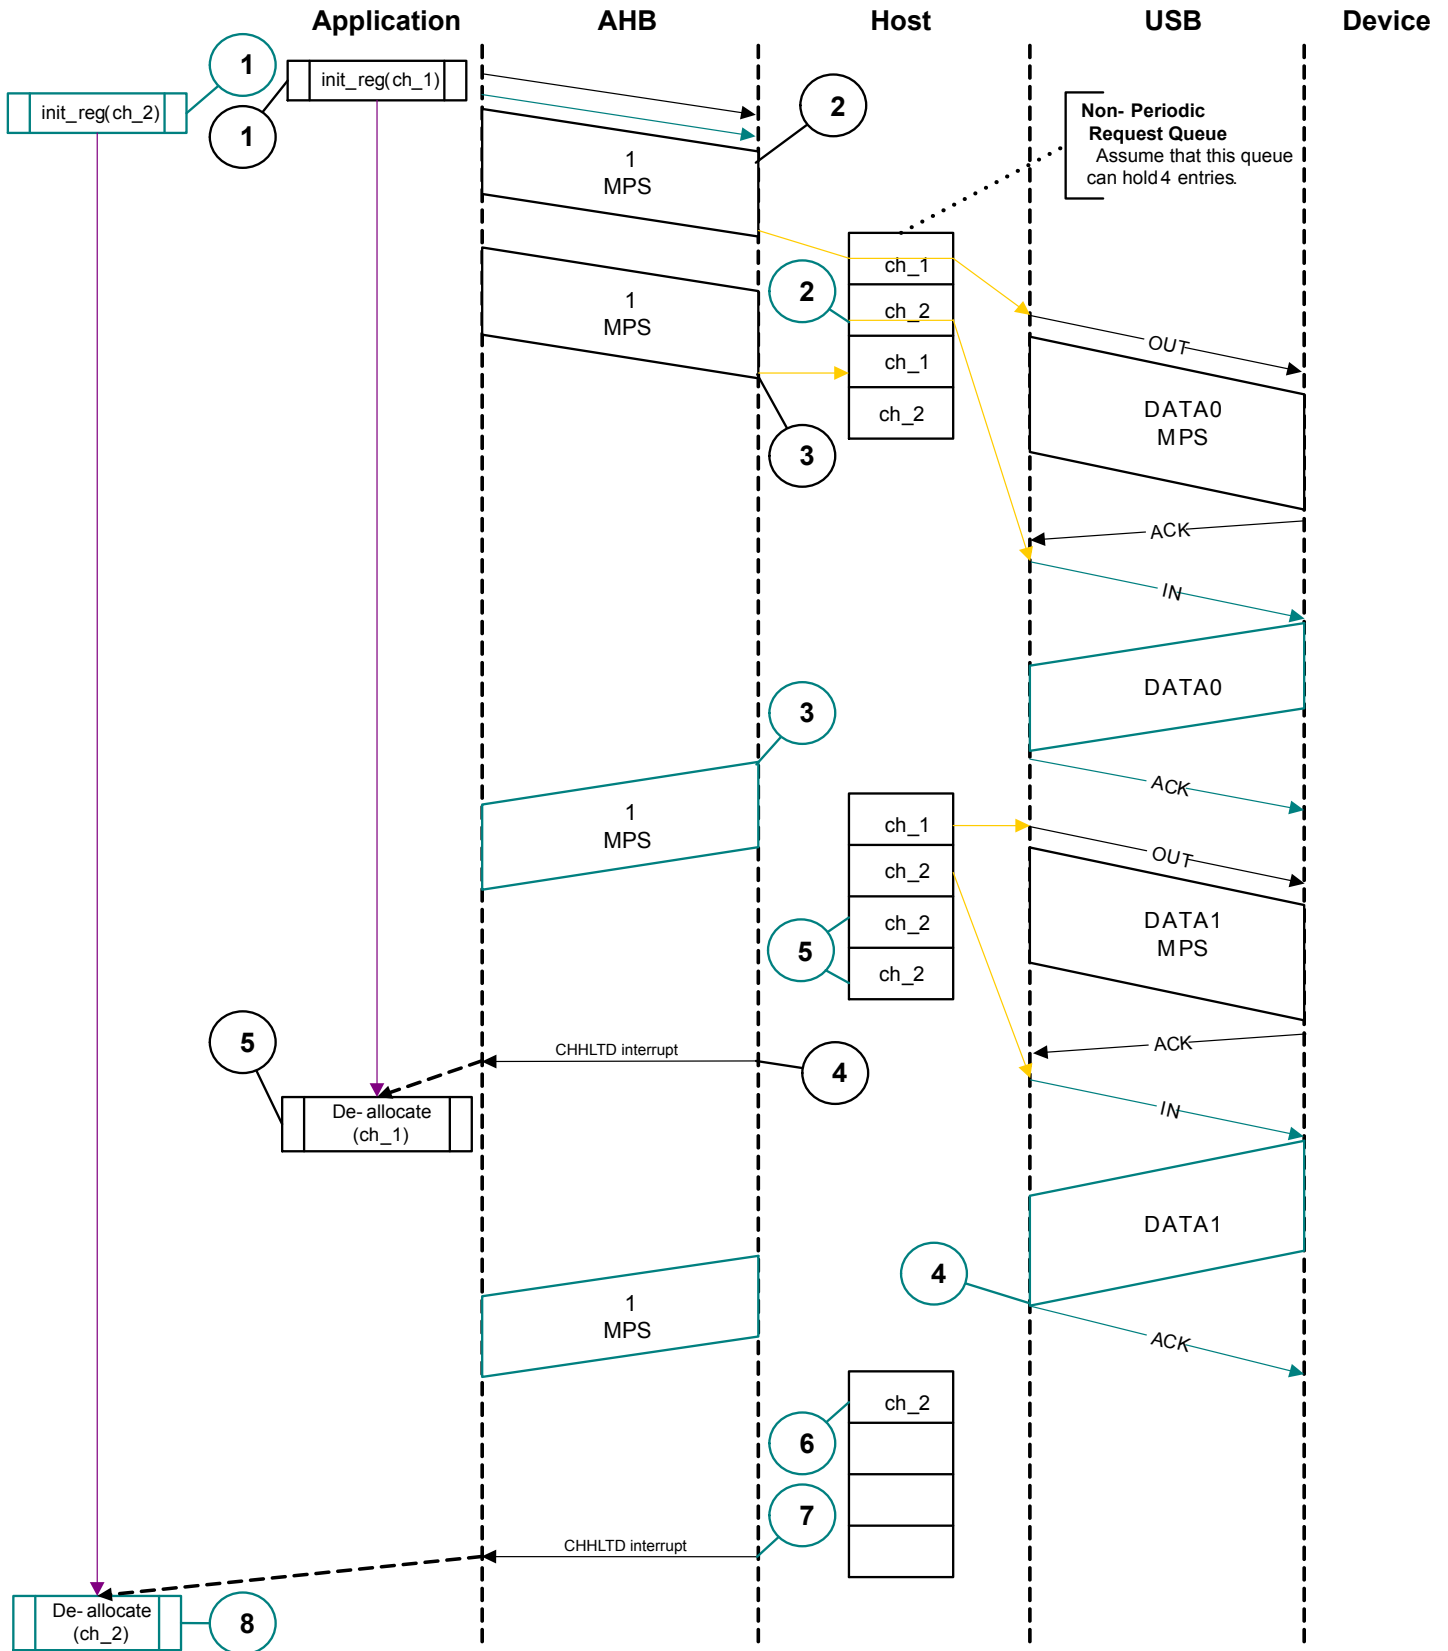 Application AHB Host USB Device
1
init_reg(ch_1)
init_reg(ch_2)
1
2
Non- Periodic
Request Queue
Assume that this queue
can hold 4 entries.
1
MPS
ch_1
2
ch_2
1
MPS
OUT
ch_1
ch_2
DATA0
MPS
3
ACK
IN
DATA0
3
ACK
1
MPS
ch_1
OUT
ch_2
ch_2
DATA1
MPS
5
ch_2
5
CHHLTD interrupt
ACK
4
De- allocate
(ch_1)
IN
DATA1
4
1
MPS
ACK
ch_2
6
7
CHHLTD interrupt
De- allocate
(ch_2)
8